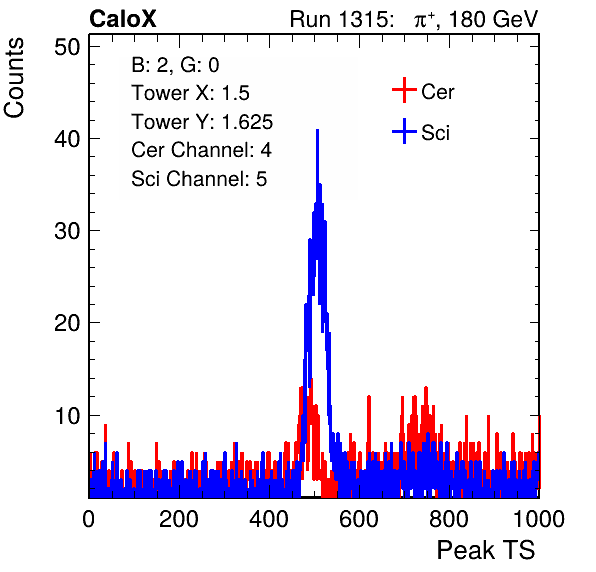 CaloX Run 1315: π⁺, 180 GeV
Counts
50
40
30
20
10
B: 2, G: 0
Tower X: 1.5
Tower Y: 1.625
Cer Channel: 4
Sci Channel: 5
Cer
Sci
0 200 400 600 800 1000
Peak TS